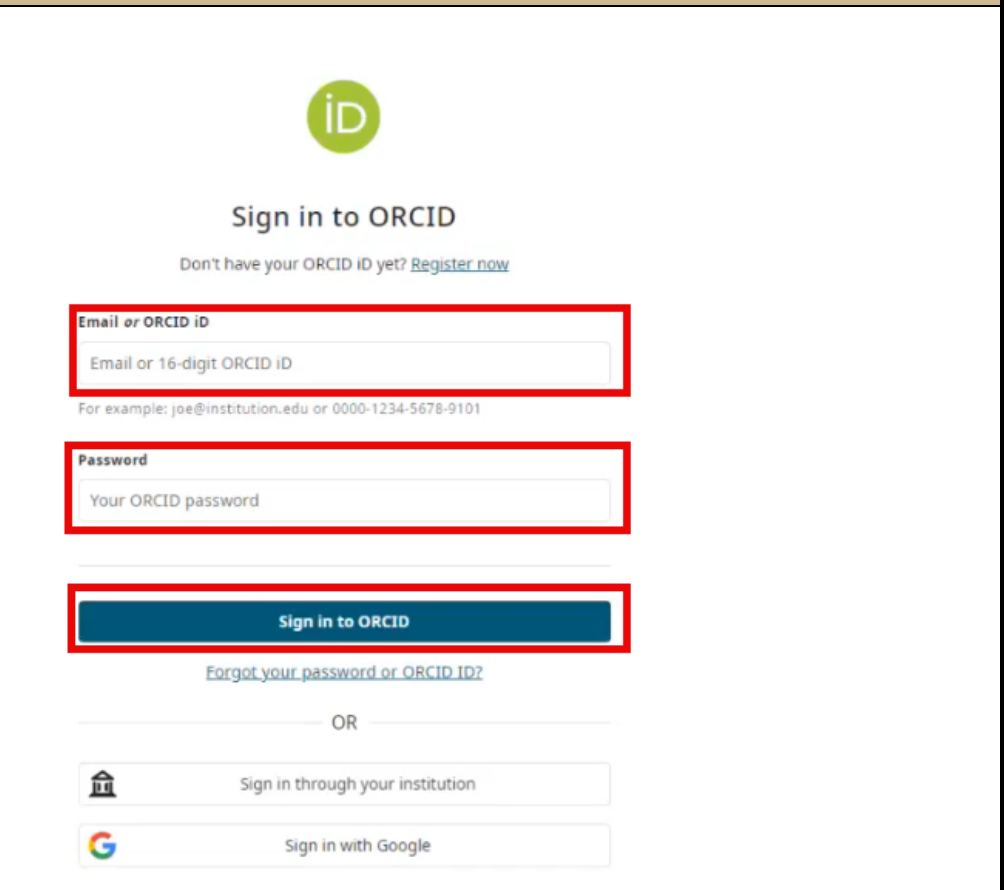 iD
Sign in to ORCID
Don't have your ORCID iD yet? Register now
Email or ORCID iD
Email or 16-digit ORCID iD
For example: joe@institution.edu or 0000-1234-5678-9101
Password
Your ORCID password
Sign in to ORCID
Forgot your password or ORCID ID?
OR
Sign in through your institution
G
Sign in with Google